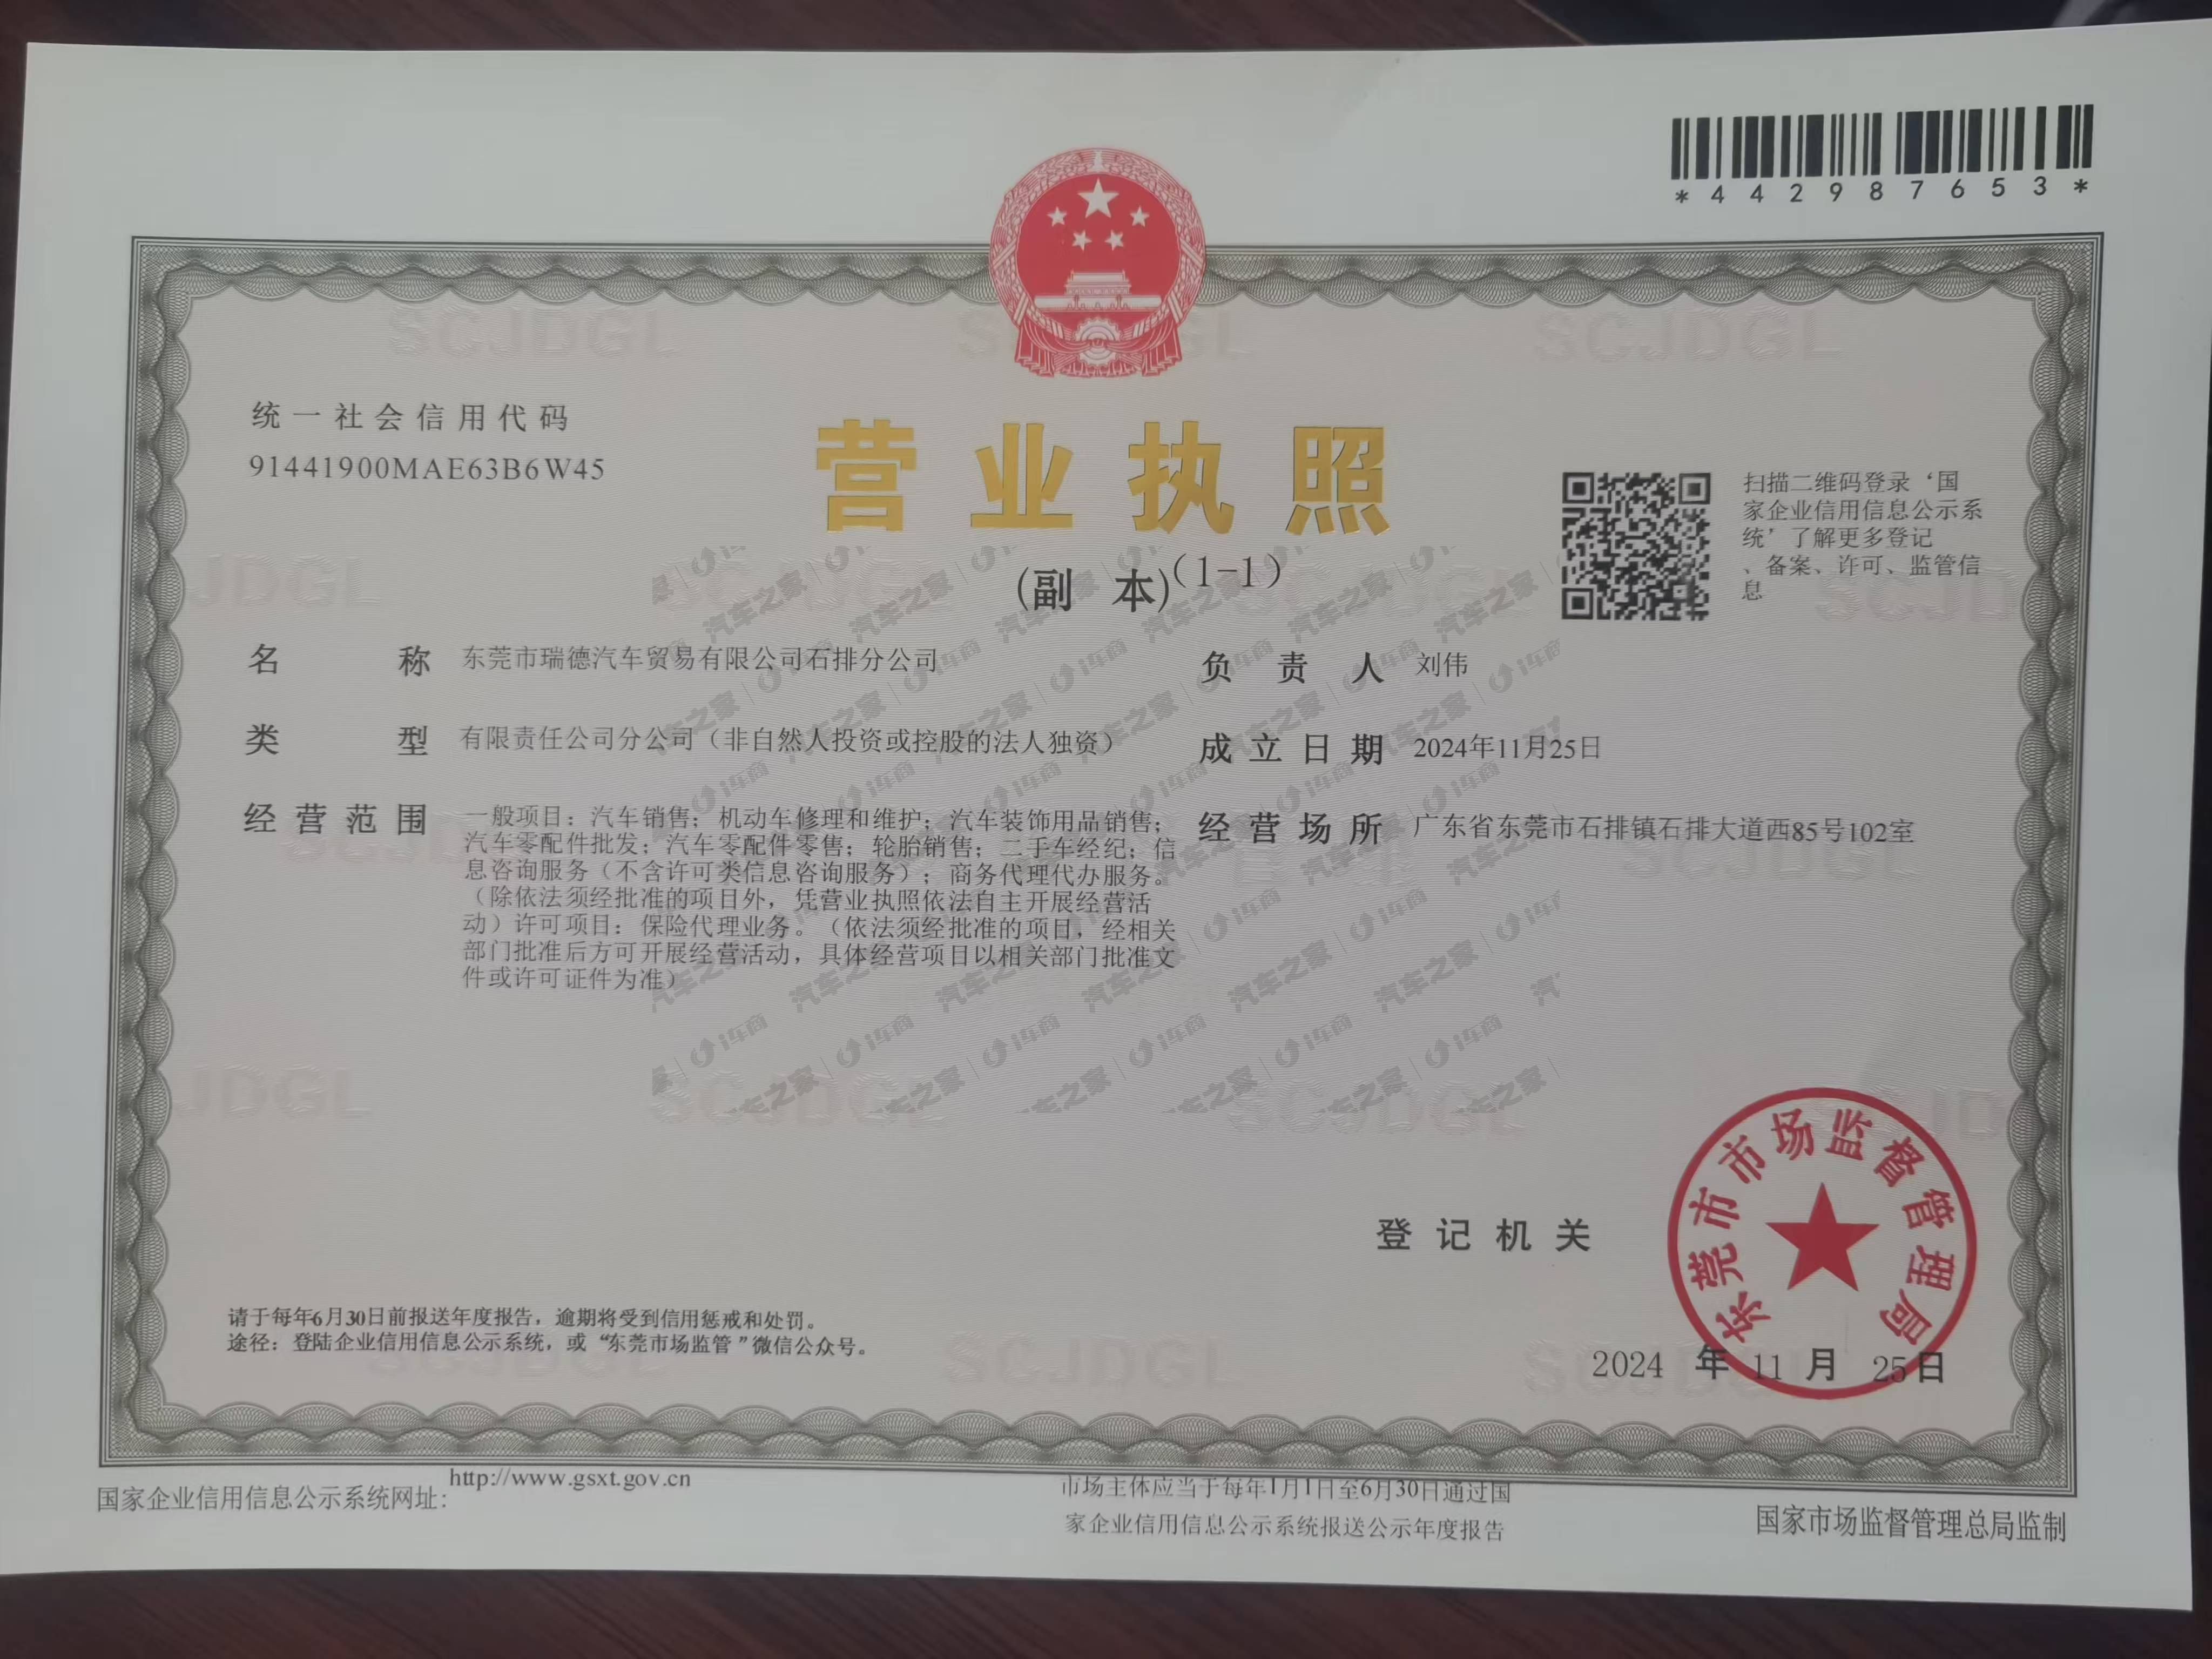 *442987653*
统一社会信用代码
91441900MAE63B6W45
营业执照
(副 本)(1-1)
扫描二维码登录‘国
家企业信用信息公示系
统’了解更多登记
、备案、许可、监管信
息
名 称 东莞市瑞德汽车贸易有限公司石排分公司
负 责 人 刘伟
类 型 有限责任公司分公司（非自然人投资或控股的法人独资）
成立日期 2024年11月25日
经营范围 一般项目：汽车销售；机动车修理和维护；汽车装饰用品销售；
汽车零配件批发；汽车零配件零售；轮胎销售；二手车经纪；信
息咨询服务（不含许可类信息咨询服务）；商务代理代办服务。
（除依法须经批准的项目外，凭营业执照依法自主开展经营活
动）许可项目：保险代理业务。（依法须经批准的项目，经相关
部门批准后方可开展经营活动，具体经营项目以相关部门批准文
件或许可证件为准）
经营场所 广东省东莞市石排镇石排大道西85号102室
汽车之家 i车商
SCJDGL
登记机关
东莞市市场监督管理局
2024 年 11 月 25日
请于每年6月30日前报送年度报告，逾期将受到信用惩戒和处罚。
途径：登陆企业信用信息公示系统，或“东莞市场监管”微信公众号。
国家企业信用信息公示系统网址：http://www.gsxt.gov.cn
市场主体应当于每年1月1日至6月30日通过国
家企业信用信息公示系统报送公示年度报告
国家市场监督管理总局监制